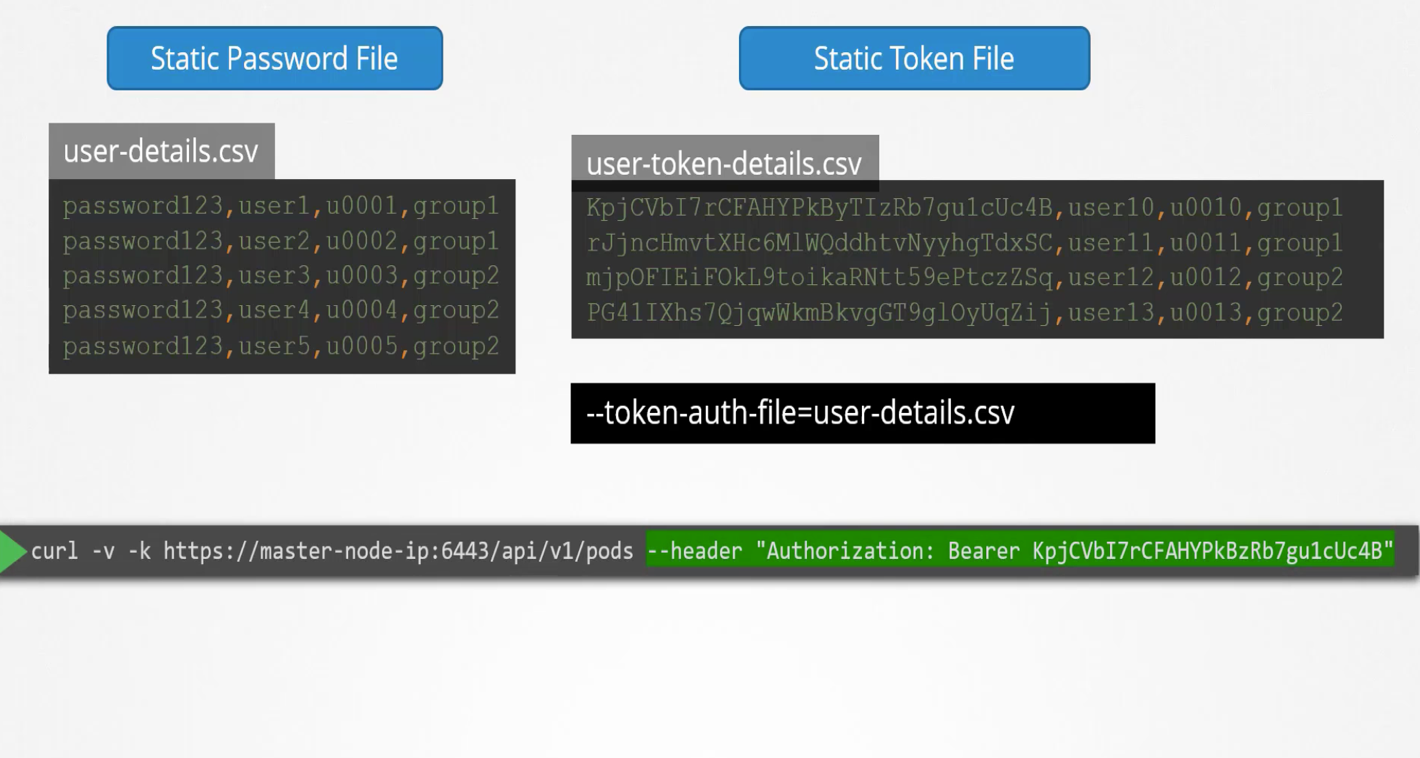 Static Password File
Static Token File
user-details.csv
password123,user1,u0001,group1
password123,user2,u0002,group1
password123,user3,u0003,group2
password123,user4,u0004,group2
password123,user5,u0005,group2
user-token-details.csv
KpjCVbI7rCFAHYPkByTIzRb7gu1cUc4B,user10,u0010,group1
rJjncHmvtXHc6MlWQddhtvNyyhgTdxSC,user11,u0011,group1
mjpOFIEiFOkL9toikaRNtt59ePtczZSq,user12,u0012,group2
PG41IXhs7QjqwWkmBkvgGT9glOyUqZij,user13,u0013,group2
--token-auth-file=user-details.csv
curl -v -k https://master-node-ip:6443/api/v1/pods --header "Authorization: Bearer KpjCVbI7rCFAHYPkBzRb7gu1cUc4B"